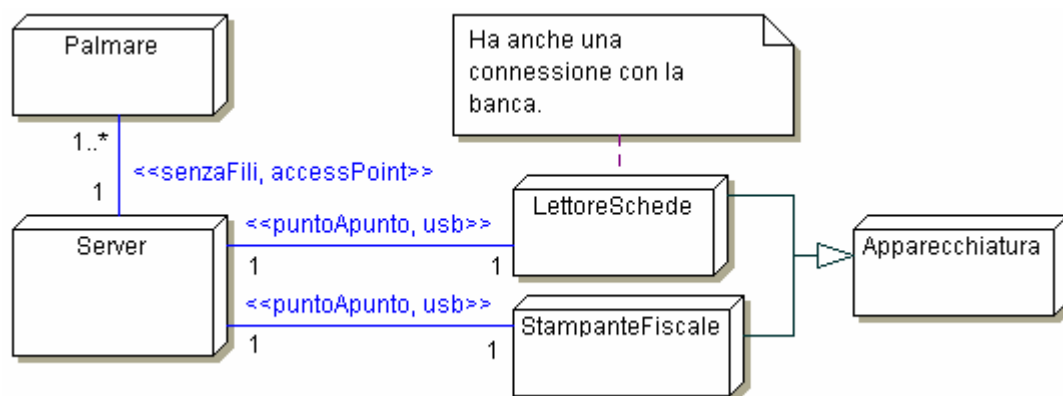 Palmare
Ha anche una
connessione con la
banca.
1..*
<<senzaFili, accessPoint>>
1
LettoreSchede
<<puntoApunto, usb>>
Server
Apparecchiatura
1
1
<<puntoApunto, usb>>
StampanteFiscale
1
1